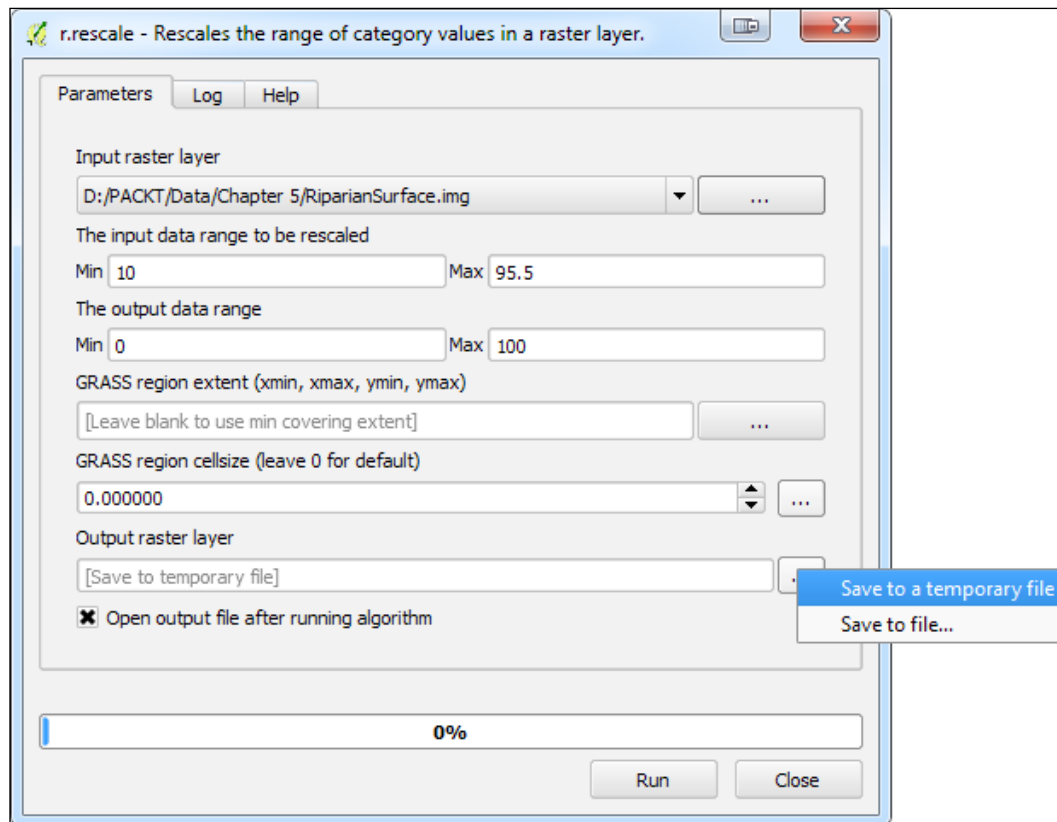 r.rescale - Rescales the range of category values in a raster layer.
Parameters Log Help
Input raster layer
D:/PACKT/Data/Chapter 5/RiparianSurface.img ...
The input data range to be rescaled
Min 10 Max 95.5
The output data range
Min 0 Max 100
GRASS region extent (xmin, xmax, ymin, ymax)
[Leave blank to use min covering extent] ...
GRASS region cellsize (leave 0 for default)
0.000000 ...
Output raster layer
[Save to temporary file]
Save to a temporary file
Save to file...
Open output file after running algorithm
0%
Run Close